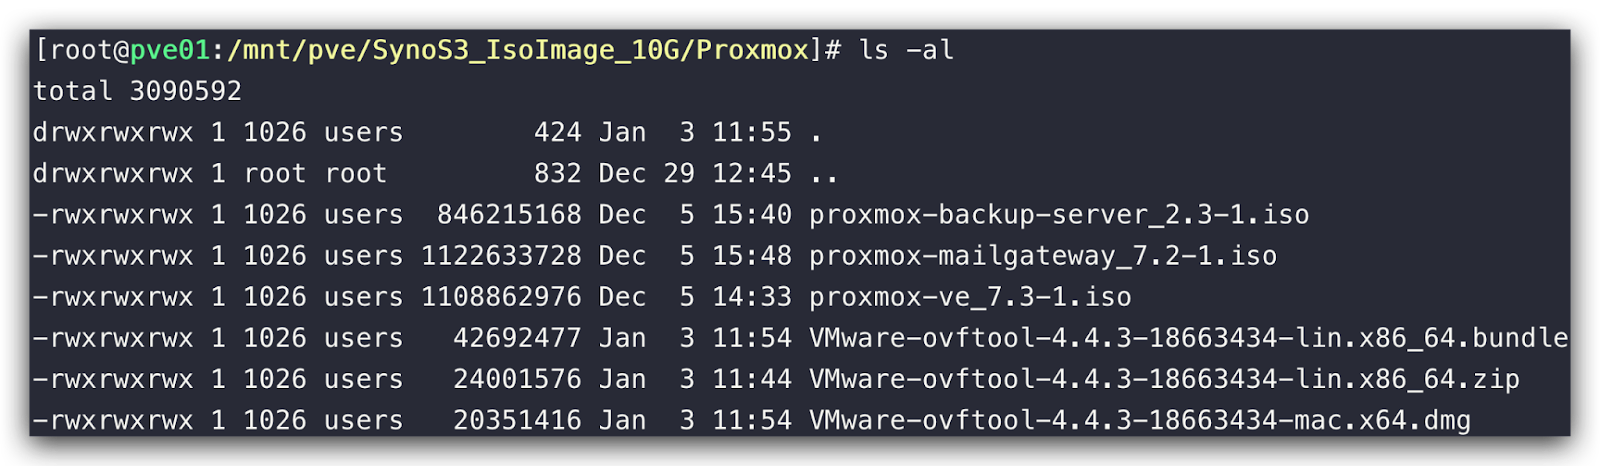 [root@pve01:/mnt/pve/SynoS3_IsoImage_10G/Proxmox]# ls -al
total 3090592
drwxrwxrwx 1 1026 users        424 Jan  3 11:55 .
drwxrwxrwx 1 root root         832 Dec 29 12:45 ..
-rwxrwxrwx 1 1026 users  846215168 Dec  5 15:40 proxmox-backup-server_2.3-1.iso
-rwxrwxrwx 1 1026 users 1122633728 Dec  5 15:48 proxmox-mailgateway_7.2-1.iso
-rwxrwxrwx 1 1026 users 1108862976 Dec  5 14:33 proxmox-ve_7.3-1.iso
-rwxrwxrwx 1 1026 users   42692477 Jan  3 11:54 VMware-ovftool-4.4.3-18663434-lin.x86_64.bundle
-rwxrwxrwx 1 1026 users   24001576 Jan  3 11:44 VMware-ovftool-4.4.3-18663434-lin.x86_64.zip
-rwxrwxrwx 1 1026 users   20351416 Jan  3 11:54 VMware-ovftool-4.4.3-18663434-mac.x64.dmg